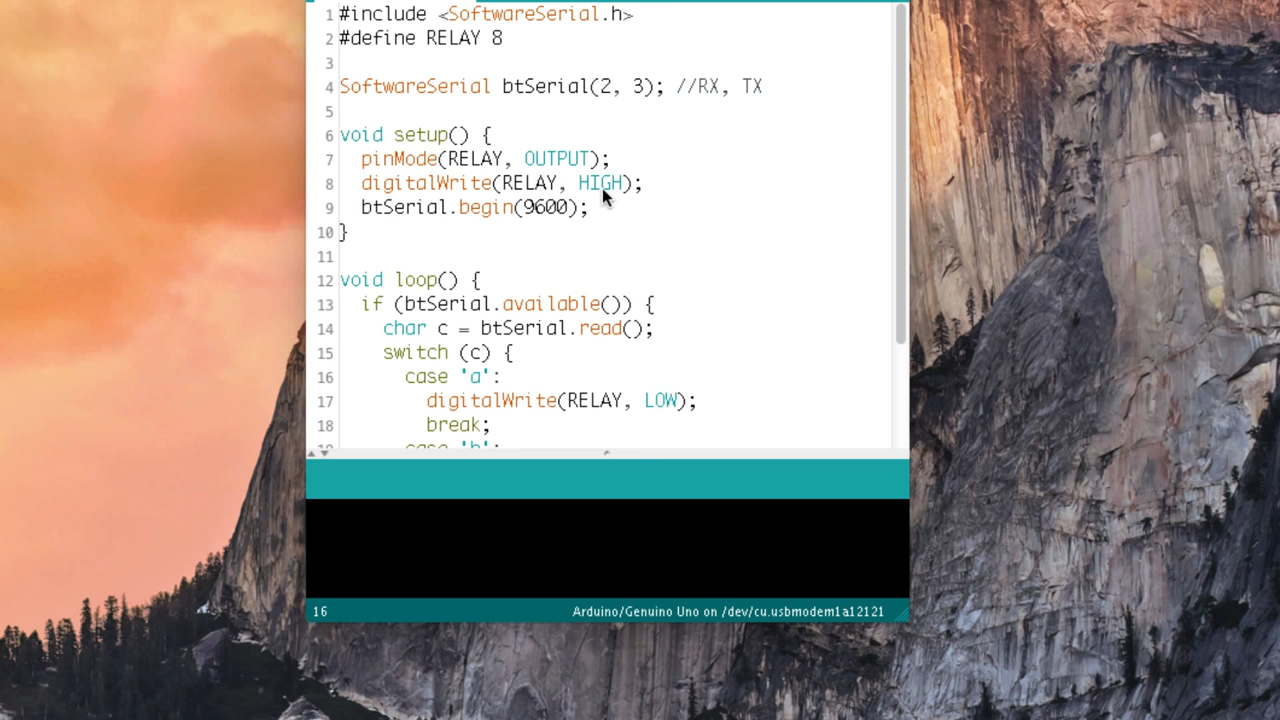 1 #include <SoftwareSerial.h>
2 #define RELAY 8
3
4 SoftwareSerial btSerial(2, 3); //RX, TX
5
6 void setup() {
7   pinMode(RELAY, OUTPUT);
8   digitalWrite(RELAY, HIGH);
9   btSerial.begin(9600);
10 }
11
12 void loop() {
13   if (btSerial.available()) {
14     char c = btSerial.read();
15     switch (c) {
16       case 'a':
17         digitalWrite(RELAY, LOW);
18         break;
case
16 Arduino/Genuino Uno on /dev/cu.usbmodem1a12121